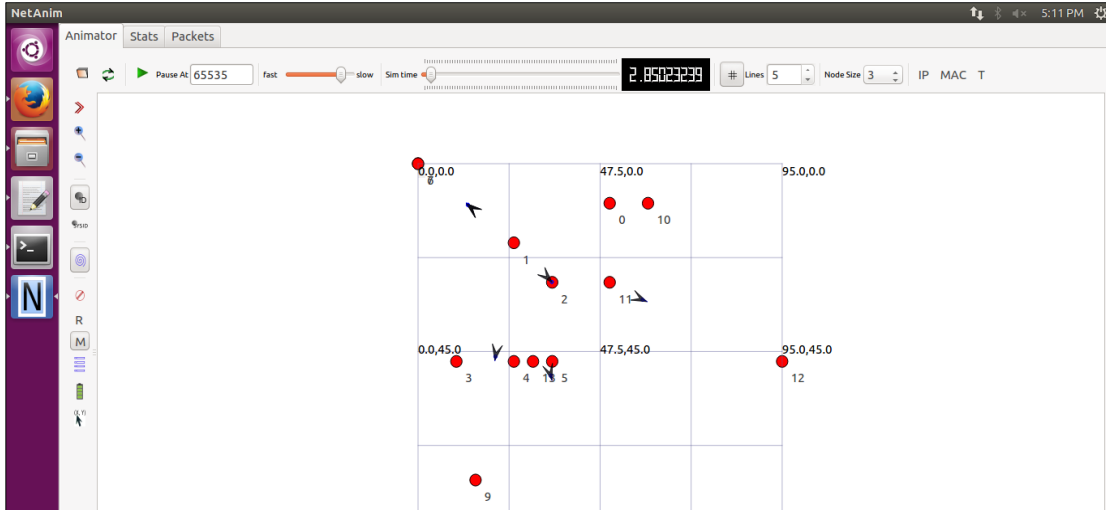 NetAnim
5:11 PM
Animator Stats Packets
Pause At 65535 fast slow Sim time 2.85023239 # Lines 5 Node Size 3 IP MAC T
R
M
0.0,0.0 47.5,0.0 95.0,0.0
0 10
1
2 11
0.0,45.0 47.5,45.0 95.0,45.0
3 4 13 5 12
9
N